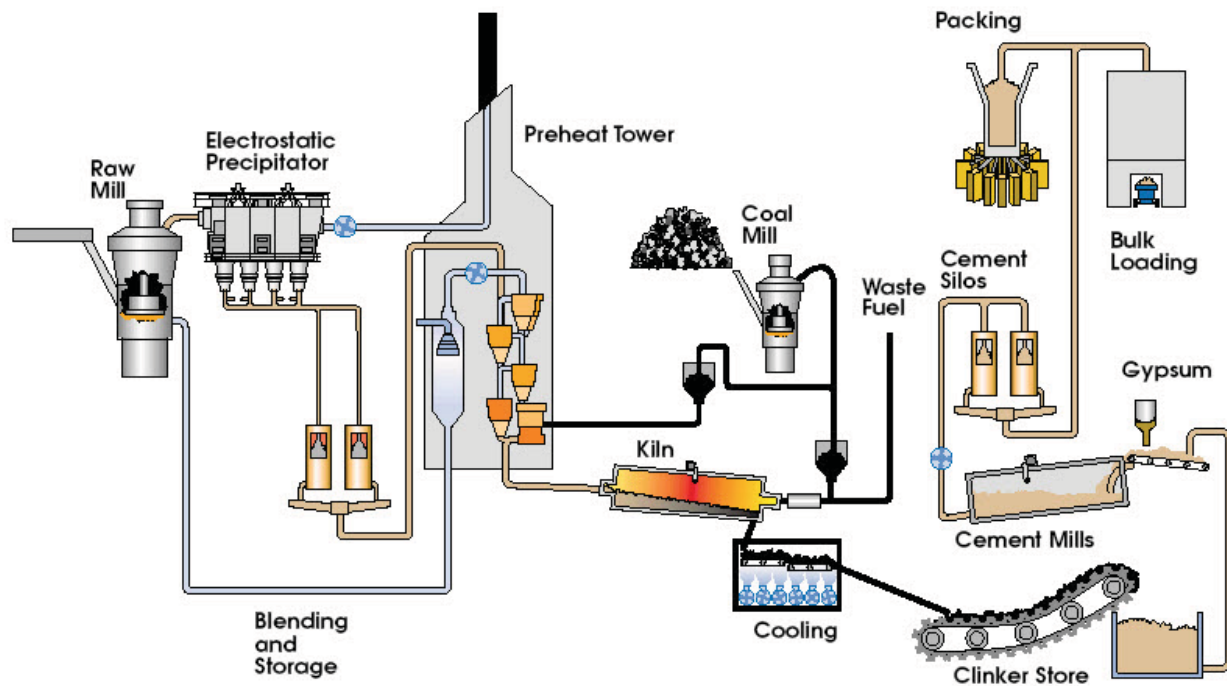 Packing
Preheat Tower
Electrostatic
Precipitator
Raw
Mill
Coal
Mill
Bulk
Loading
Cement
Silos
Waste
Fuel
Gypsum
Kiln
Cement Mills
Blending
and
Storage
Cooling
Clinker Store